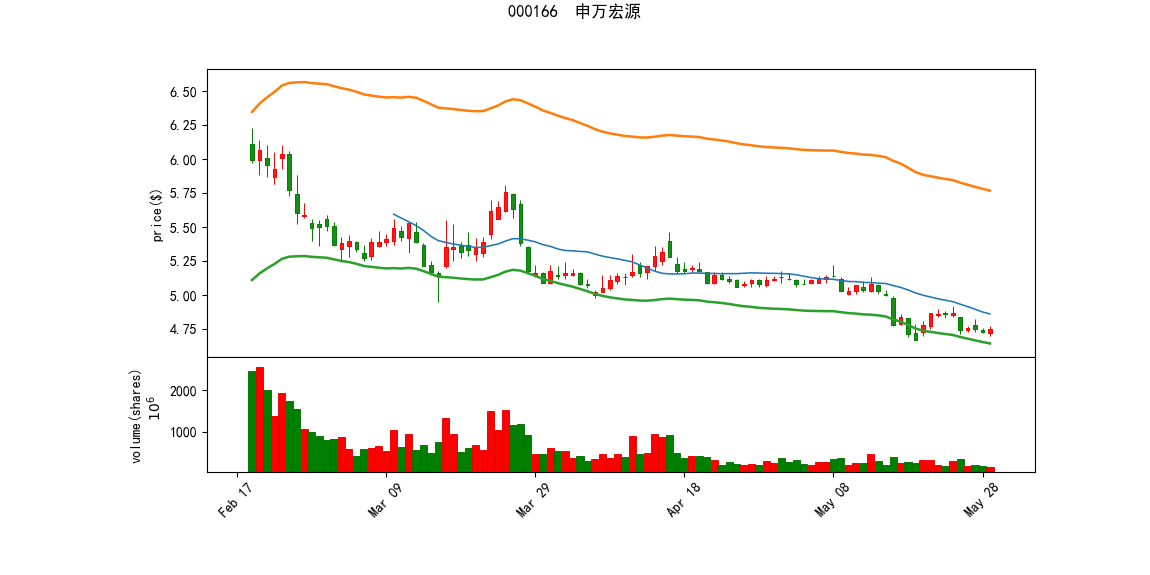 000166 申万宏源
price($)
6.50
6.25
6.00
5.75
5.50
5.25
5.00
4.75
volume(shares)
10^6
2000
1000
Feb 17
Mar 09
Mar 29
Apr 18
May 08
May 28